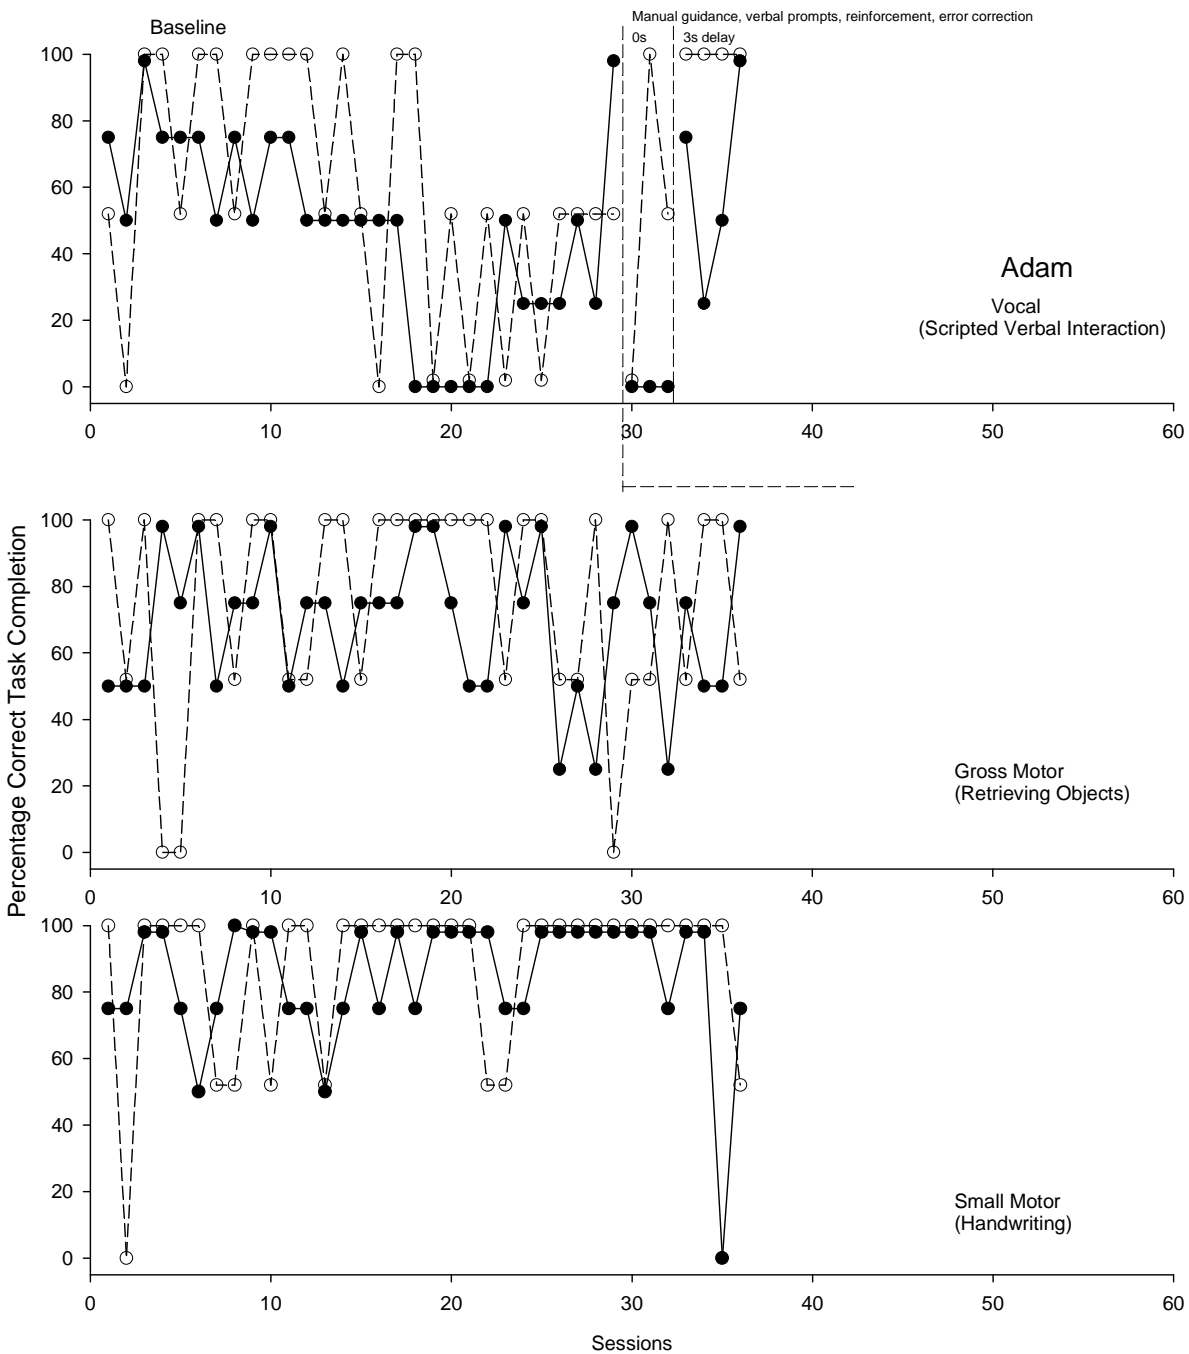 Manual guidance, verbal prompts, reinforcement, error correction
Baseline
0s 3s delay
100
80
60
40
20
0
Adam
Vocal
(Scripted Verbal Interaction)
0 10 20 30 40 50 60
Percentage Correct Task Completion
100
80
60
40
20
0
Gross Motor
(Retrieving Objects)
0 10 20 30 40 50 60
100
80
60
40
20
0
Small Motor
(Handwriting)
0 10 20 30 40 50 60
Sessions